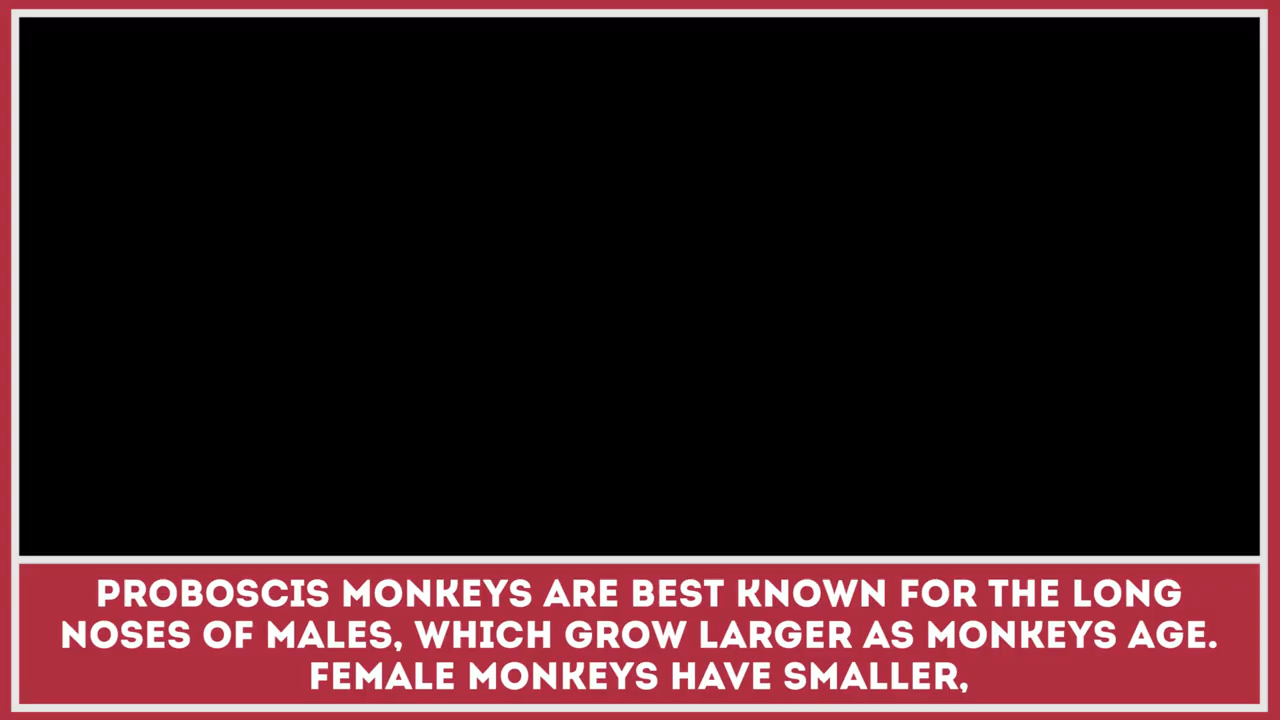 PROBOSCIS MONKEYS ARE BEST KNOWN FOR THE LONG
NOSES OF MALES, WHICH GROW LARGER AS MONKEYS AGE.
FEMALE MONKEYS HAVE SMALLER,